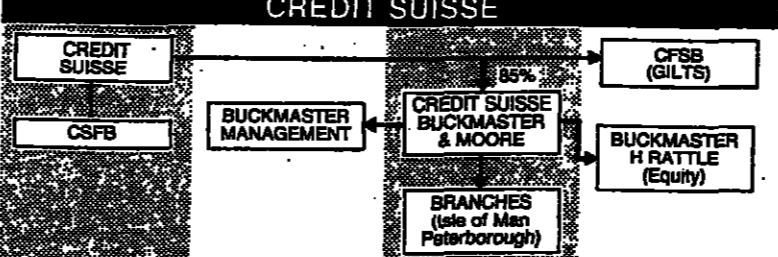 CREDIT SUISSE
CREDIT
SUISSE
CFSB
(GILTS)
85%
CSFB
BUCKMASTER
MANAGEMENT
CRÉDIT SUISSE
BUCKMASTER
& MOORE
BUCKMASTER
H RATTLE
(Equity)
BRANCHES
(Isle of Man
Peterborough)